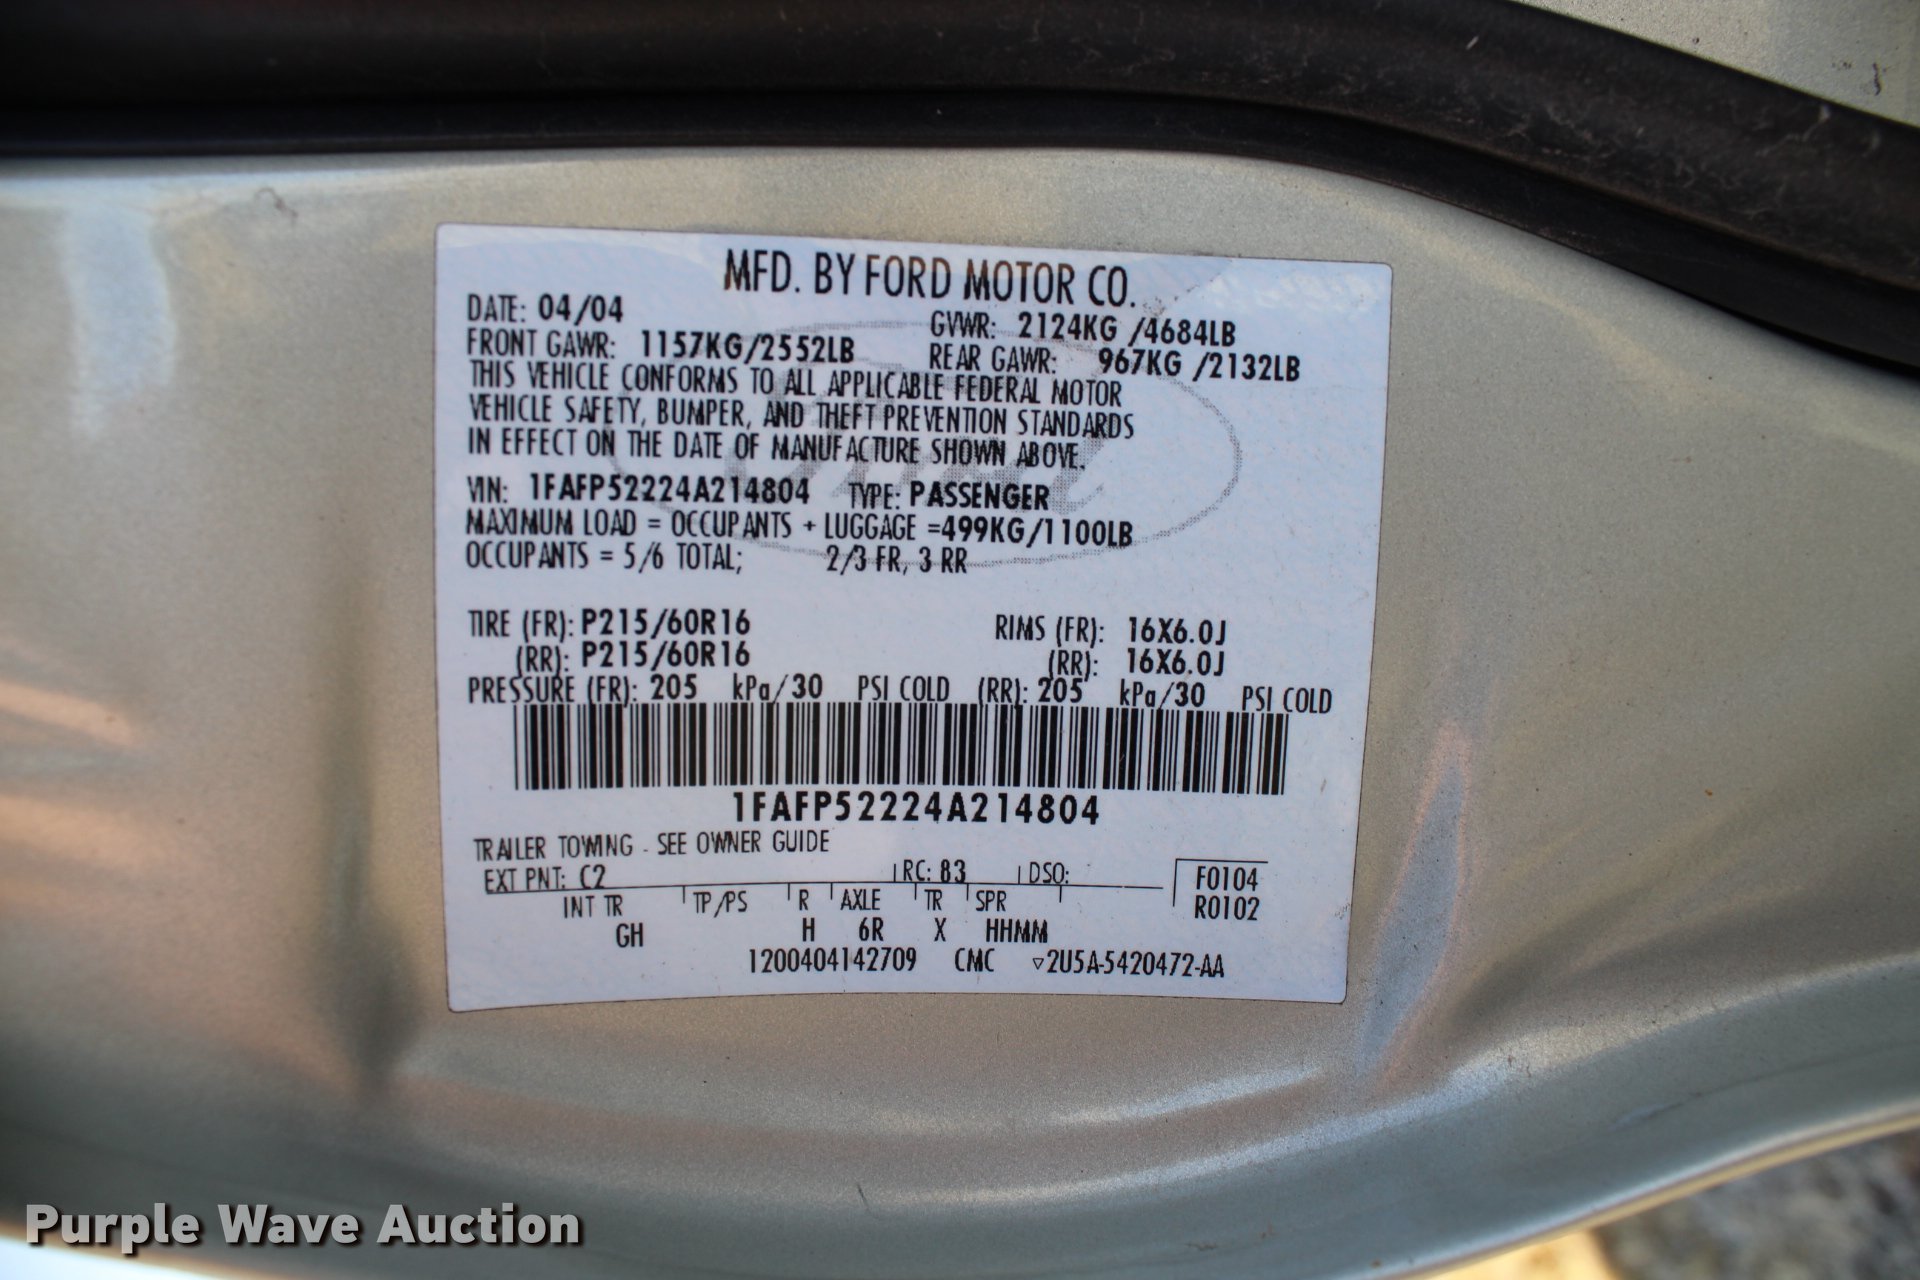 MFD. BY FORD MOTOR CO.
DATE: 04/04
GVWR: 2124KG /4684LB
FRONT GAWR: 1157KG/2552LB REAR GAWR: 967KG /2132LB
THIS VEHICLE CONFORMS TO ALL APPLICABLE FEDERAL MOTOR
VEHICLE SAFETY, BUMPER, AND THEFT PREVENTION STANDARDS
IN EFFECT ON THE DATE OF MANUFACTURE SHOWN ABOVE.
Ford
VIN: 1FAFP52224A214804 TYPE: PASSENGER
MAXIMUM LOAD = OCCUPANTS + LUGGAGE =499KG/1100LB
OCCUPANTS = 5/6 TOTAL; 2/3 FR, 3 RR
TIRE (FR): P215/60R16 RIMS (FR): 16X6.0J
(RR): P215/60R16 (RR): 16X6.0J
PRESSURE (FR): 205 kPa/30 PSI COLD (RR): 205 kPa/30 PSI COLD
1FAFP52224A214804
TRAILER TOWING - SEE OWNER GUIDE
EXT PNT: C2 RC: 83 DSO: F0104
INT TR TP/PS R AXLE TR SPR R0102
GH H 6R X HHMM
1200404142709 CMC ▽2U5A-5420472-AA
Purple Wave Auction